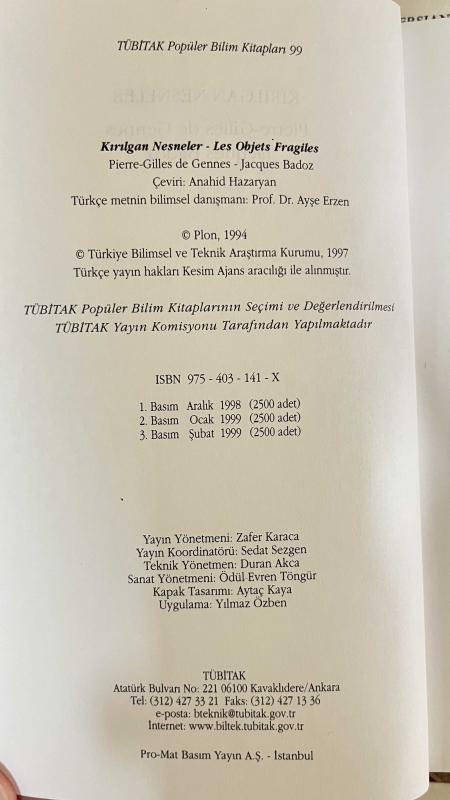 TÜBİTAK Popüler Bilim Kitapları 99
Kırılgan Nesneler - Les Objets Fragiles
Pierre-Gilles de Gennes - Jacques Badoz
Çeviri: Anahid Hazaryan
Türkçe metnin bilimsel danışmanı: Prof. Dr. Ayşe Erzen
© Plon, 1994
© Türkiye Bilimsel ve Teknik Araştırma Kurumu, 1997
Türkçe yayın hakları Kesim Ajans aracılığı ile alınmıştır.
TÜBİTAK Popüler Bilim Kitaplarının Seçimi ve Değerlendirilmesi
TÜBİTAK Yayın Komisyonu Tarafından Yapılmaktadır
ISBN 975 - 403 - 141 - X
1. Basım Aralık 1998 (2500 adet)
2. Basım Ocak 1999 (2500 adet)
3. Basım Şubat 1999 (2500 adet)
Yayın Yönetmeni: Zafer Karaca
Yayın Koordinatörü: Sedat Sezgen
Teknik Yönetmen: Duran Akca
Sanat Yönetmeni: Ödül Evren Töngür
Kapak Tasarımı: Aytaç Kaya
Uygulama: Yılmaz Özben
TÜBİTAK
Atatürk Bulvarı No: 221 06100 Kavaklıdere/Ankara
Tel: (312) 427 33 21 Faks: (312) 427 13 36
e-posta: bteknik@tubitak.gov.tr
İnternet: www.biltek.tubitak.gov.tr
Pro-Mat Basım Yayın A.Ş. - İstanbul